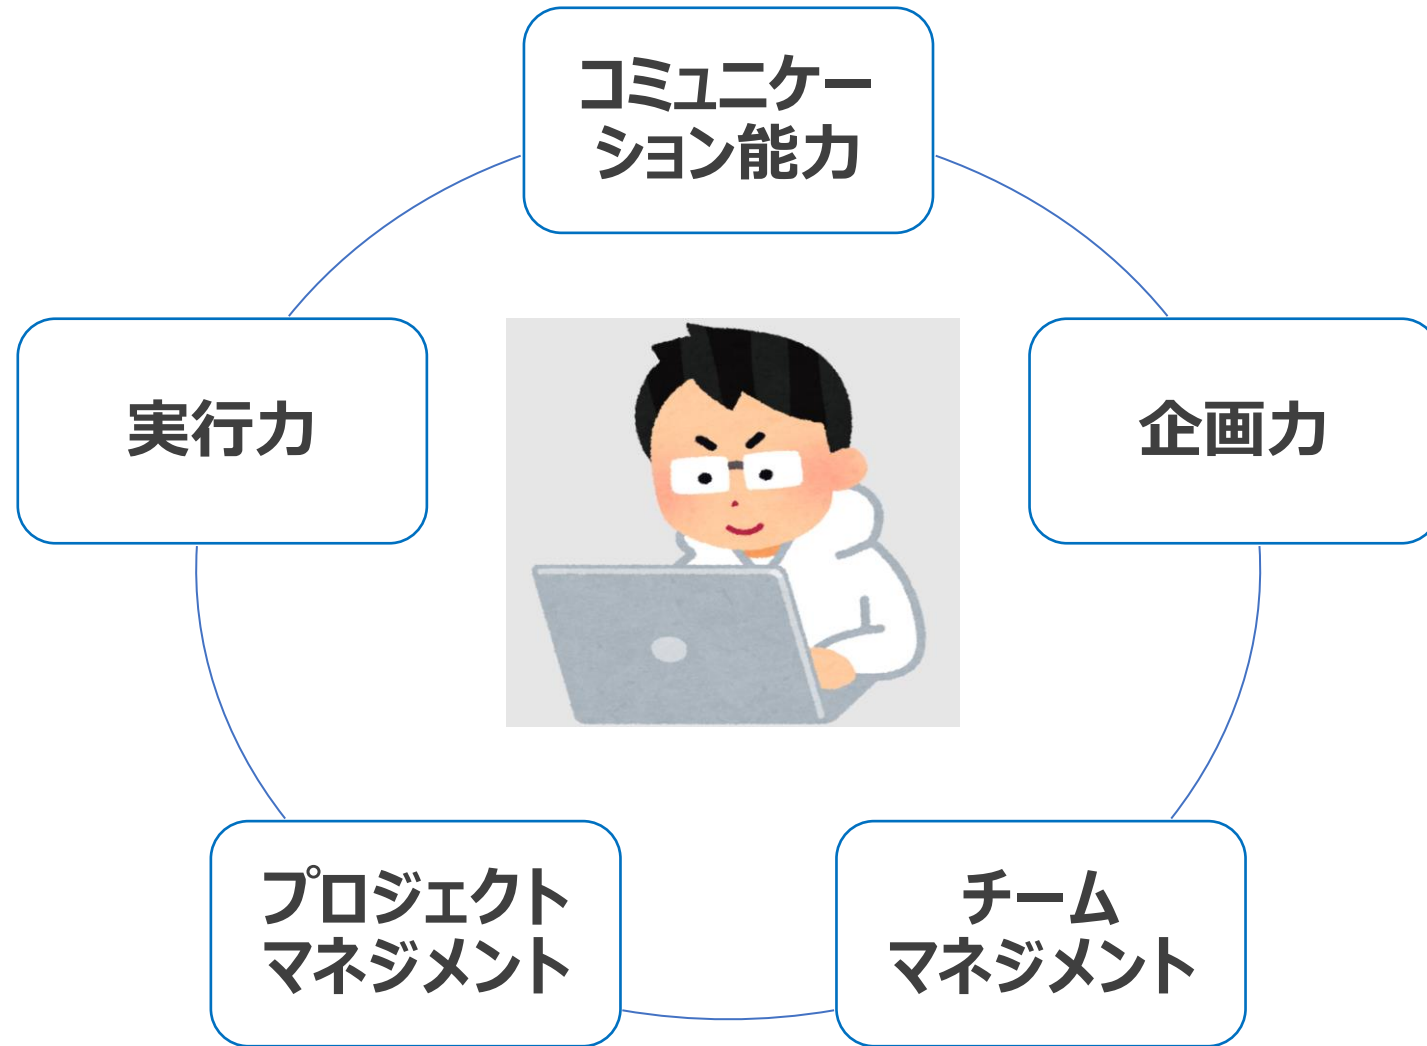 コミュニケー
ション能力
実行力
企画力
プロジェクト
マネジメント
チーム
マネジメント